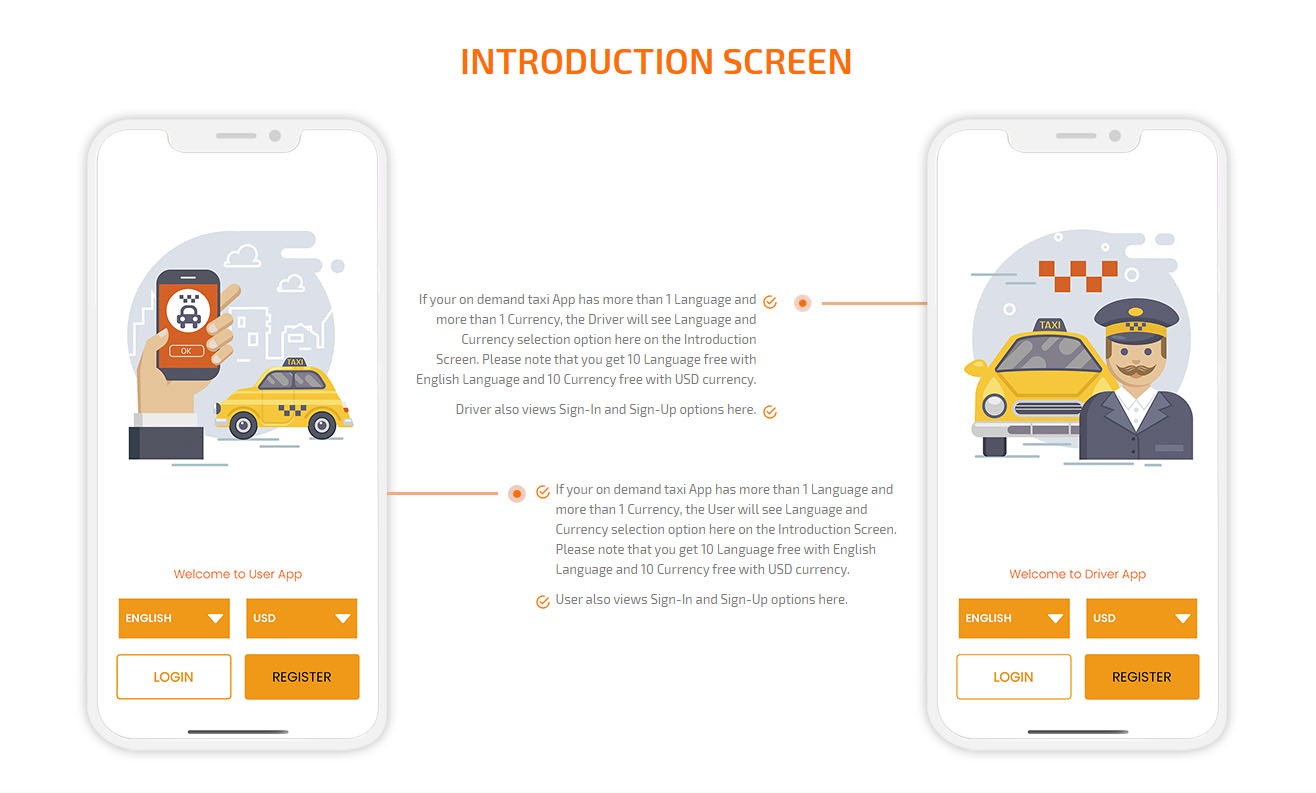 INTRODUCTION SCREEN
OK
TAXI
Welcome to User App
ENGLISH
USD
LOGIN
REGISTER
If your on demand taxi App has more than 1 Language and
more than 1 Currency, the Driver will see Language and
Currency selection option here on the Introduction
Screen. Please note that you get 10 Language free with
English Language and 10 Currency free with USD currency.
Driver also views Sign-In and Sign-Up options here.
If your on demand taxi App has more than 1 Language and
more than 1 Currency, the User will see Language and
Currency selection option here on the Introduction Screen.
Please note that you get 10 Language free with English
Language and 10 Currency free with USD currency.
User also views Sign-In and Sign-Up options here.
TAXI
Welcome to Driver App
ENGLISH
USD
LOGIN
REGISTER